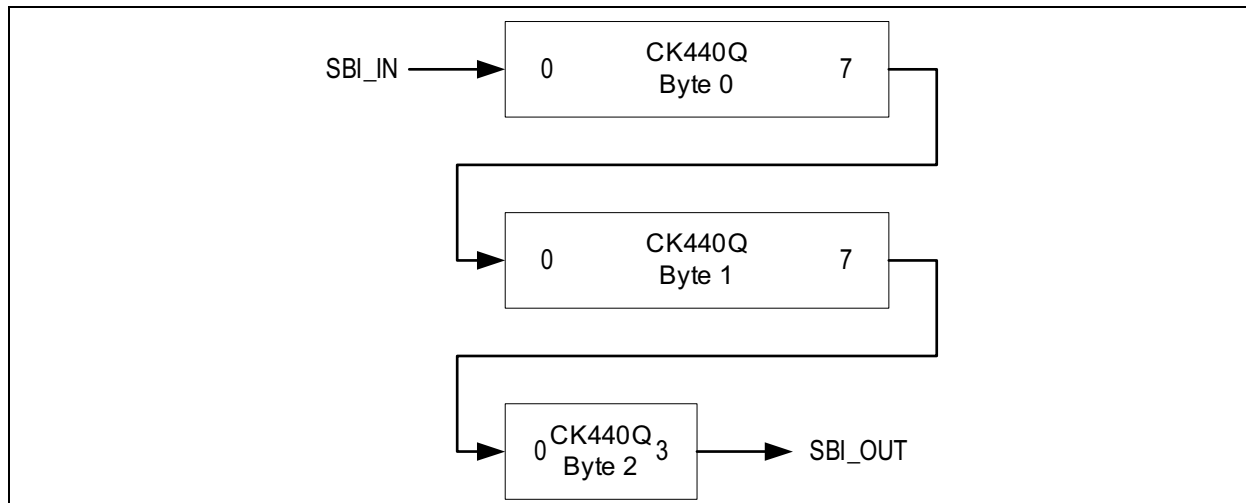 SBI_IN
0 CK440Q 7
Byte 0
0 CK440Q 7
Byte 1
0 CK440Q 3
Byte 2
SBI_OUT